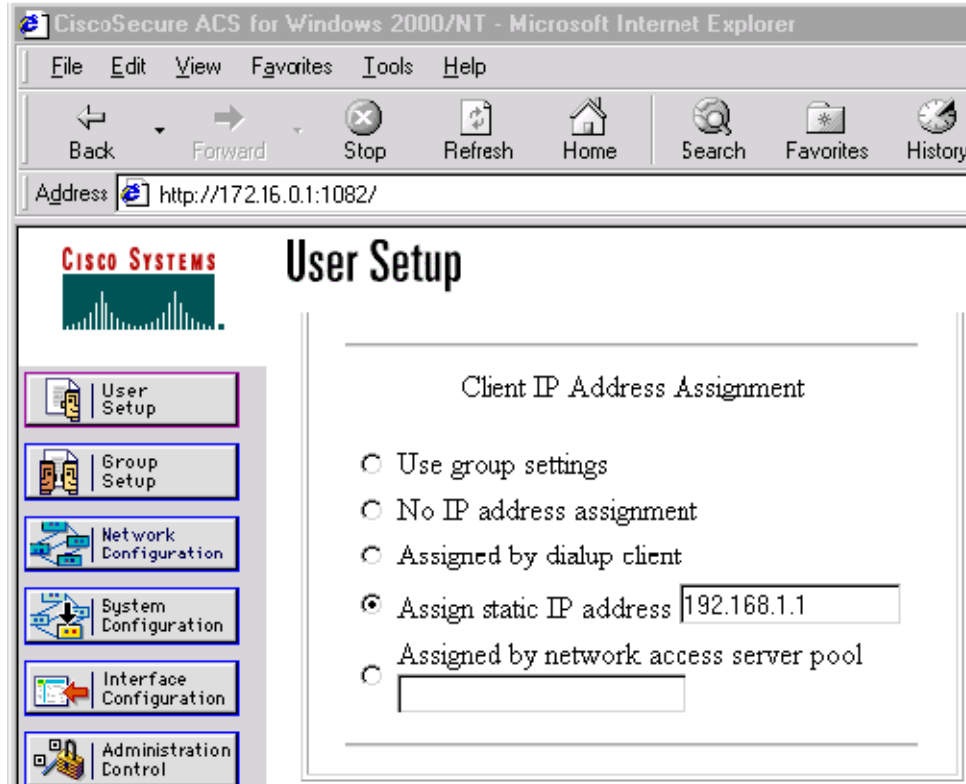 CiscoSecure ACS for Windows 2000/NT - Microsoft Internet Explorer
File Edit View Favorites Tools Help
Back Forward Stop Refresh Home Search Favorites History
Address http://172.16.0.1:1082/
CISCO SYSTEMS
User Setup
User
Setup
Group
Setup
Network
Configuration
System
Configuration
Interface
Configuration
Administration
Control
Client IP Address Assignment
Use group settings
No IP address assignment
Assigned by dialup client
Assign static IP address 192.168.1.1
Assigned by network access server pool